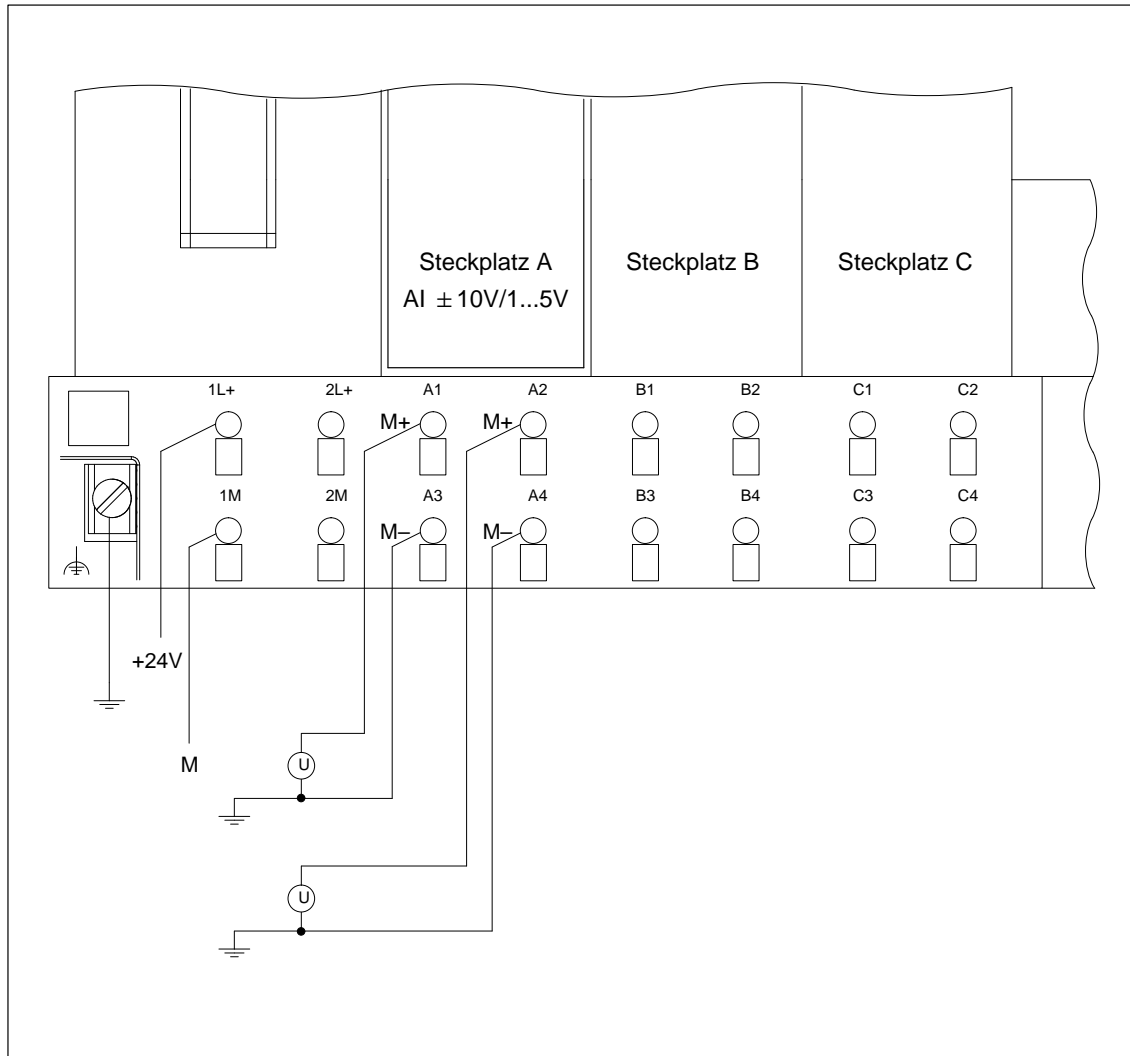 Steckplatz A Steckplatz B Steckplatz C
AI ± 10V/1...5V
1L+ 2L+ A1 A2 B1 B2 C1 C2
M+ M+
1M 2M A3 A4 B3 B4 C3 C4
M– M–
+24V
M
U
U